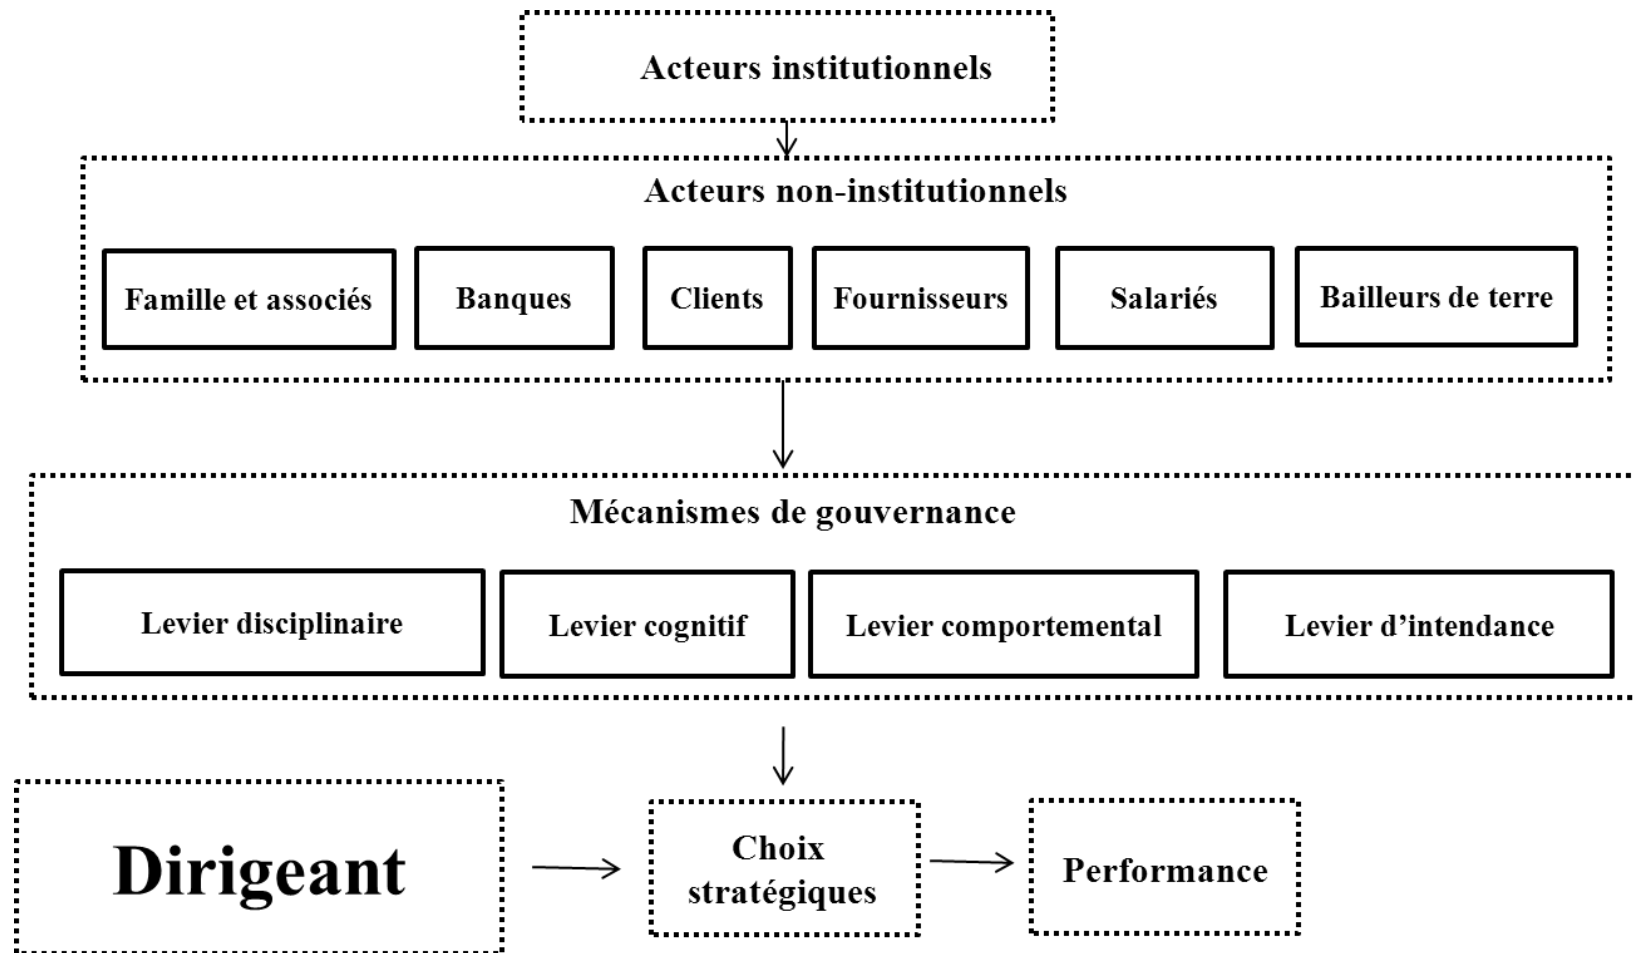 Acteurs institutionnels
Acteurs non-institutionnels
Famille et associés
Banques
Clients
Fournisseurs
Salariés
Bailleurs de terre
Mécanismes de gouvernance
Levier disciplinaire
Levier cognitif
Levier comportemental
Levier d’intendance
Dirigeant
Choix
stratégiques
Performance